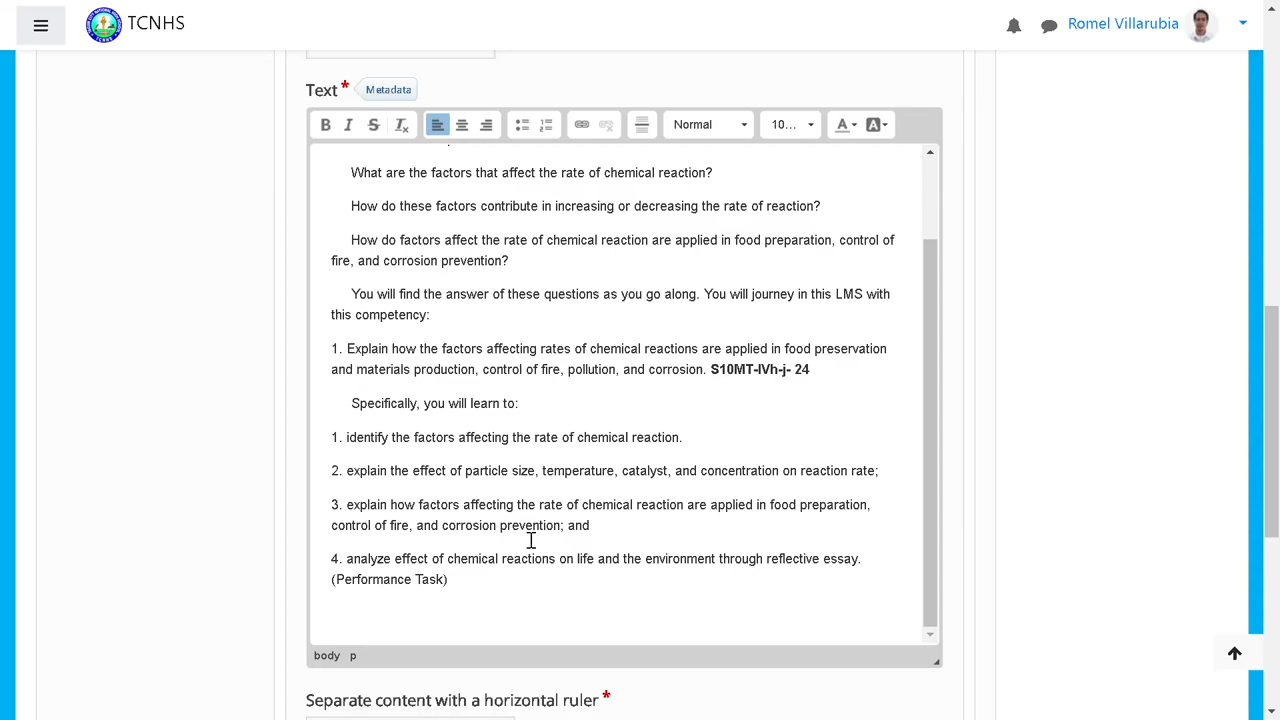 TCNHS
Romel Villarubia
Text * Metadata
Normal
10...
What are the factors that affect the rate of chemical reaction?
How do these factors contribute in increasing or decreasing the rate of reaction?
How do factors affect the rate of chemical reaction are applied in food preparation, control of
fire, and corrosion prevention?
You will find the answer of these questions as you go along. You will journey in this LMS with
this competency:
1. Explain how the factors affecting rates of chemical reactions are applied in food preservation
and materials production, control of fire, pollution, and corrosion. S10MT-IVh-j- 24
Specifically, you will learn to:
1. identify the factors affecting the rate of chemical reaction.
2. explain the effect of particle size, temperature, catalyst, and concentration on reaction rate;
3. explain how factors affecting the rate of chemical reaction are applied in food preparation,
control of fire, and corrosion prevention; and
4. analyze effect of chemical reactions on life and the environment through reflective essay.
(Performance Task)
body p
Separate content with a horizontal ruler *